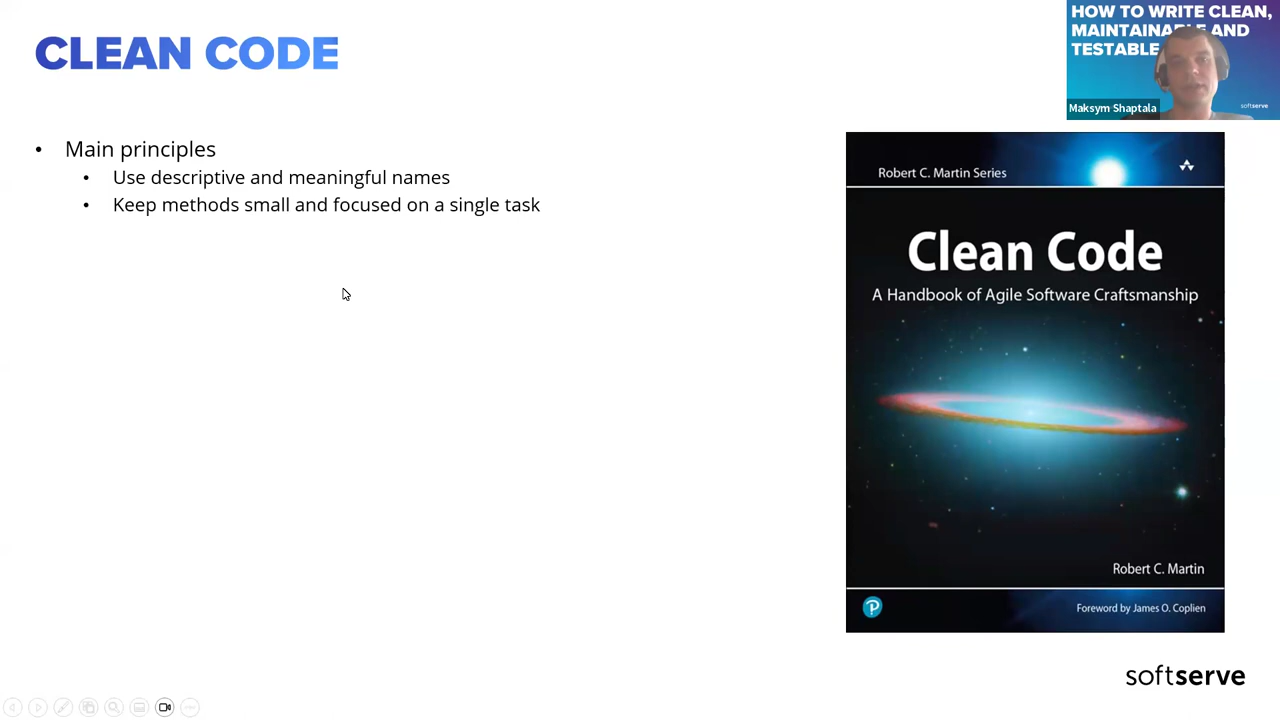 CLEAN CODE
HOW TO WRITE CLEAN,
MAINTAINABLE AND
TESTABLE
Maksym Shaptala
softserve
• Main principles
• Use descriptive and meaningful names
• Keep methods small and focused on a single task
Robert C. Martin Series
Clean Code
A Handbook of Agile Software Craftsmanship
Robert C. Martin
P
Foreword by James O. Coplien
softserve